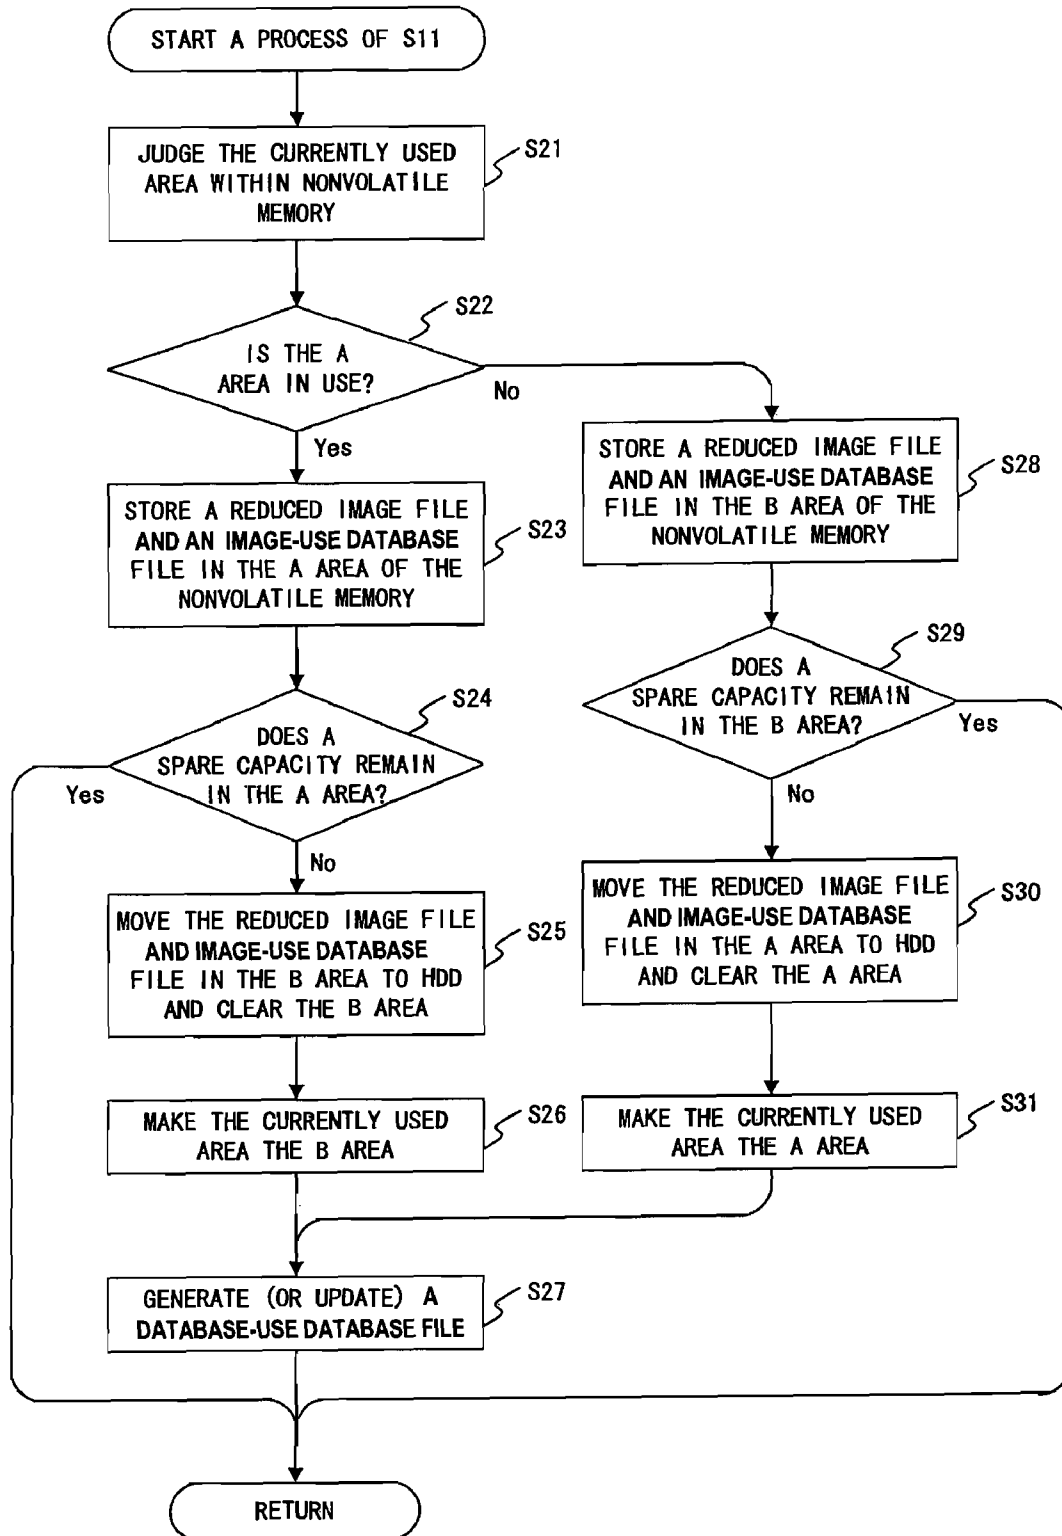 START A PROCESS OF S11
JUDGE THE CURRENTLY USED
AREA WITHIN NONVOLATILE
MEMORY
S21
IS THE A
AREA IN USE?
S22
No
Yes
STORE A REDUCED IMAGE FILE
AND AN IMAGE-USE DATABASE
FILE IN THE A AREA OF THE
NONVOLATILE MEMORY
S23
STORE A REDUCED IMAGE FILE
AND AN IMAGE-USE DATABASE
FILE IN THE B AREA OF THE
NONVOLATILE MEMORY
S28
DOES A
SPARE CAPACITY REMAIN
IN THE A AREA?
S24
Yes
No
DOES A
SPARE CAPACITY REMAIN
IN THE B AREA?
S29
Yes
No
MOVE THE REDUCED IMAGE FILE
AND IMAGE-USE DATABASE
FILE IN THE B AREA TO HDD
AND CLEAR THE B AREA
S25
MOVE THE REDUCED IMAGE FILE
AND IMAGE-USE DATABASE
FILE IN THE A AREA TO HDD
AND CLEAR THE A AREA
S30
MAKE THE CURRENTLY USED
AREA THE B AREA
S26
MAKE THE CURRENTLY USED
AREA THE A AREA
S31
GENERATE (OR UPDATE) A
DATABASE-USE DATABASE FILE
S27
RETURN